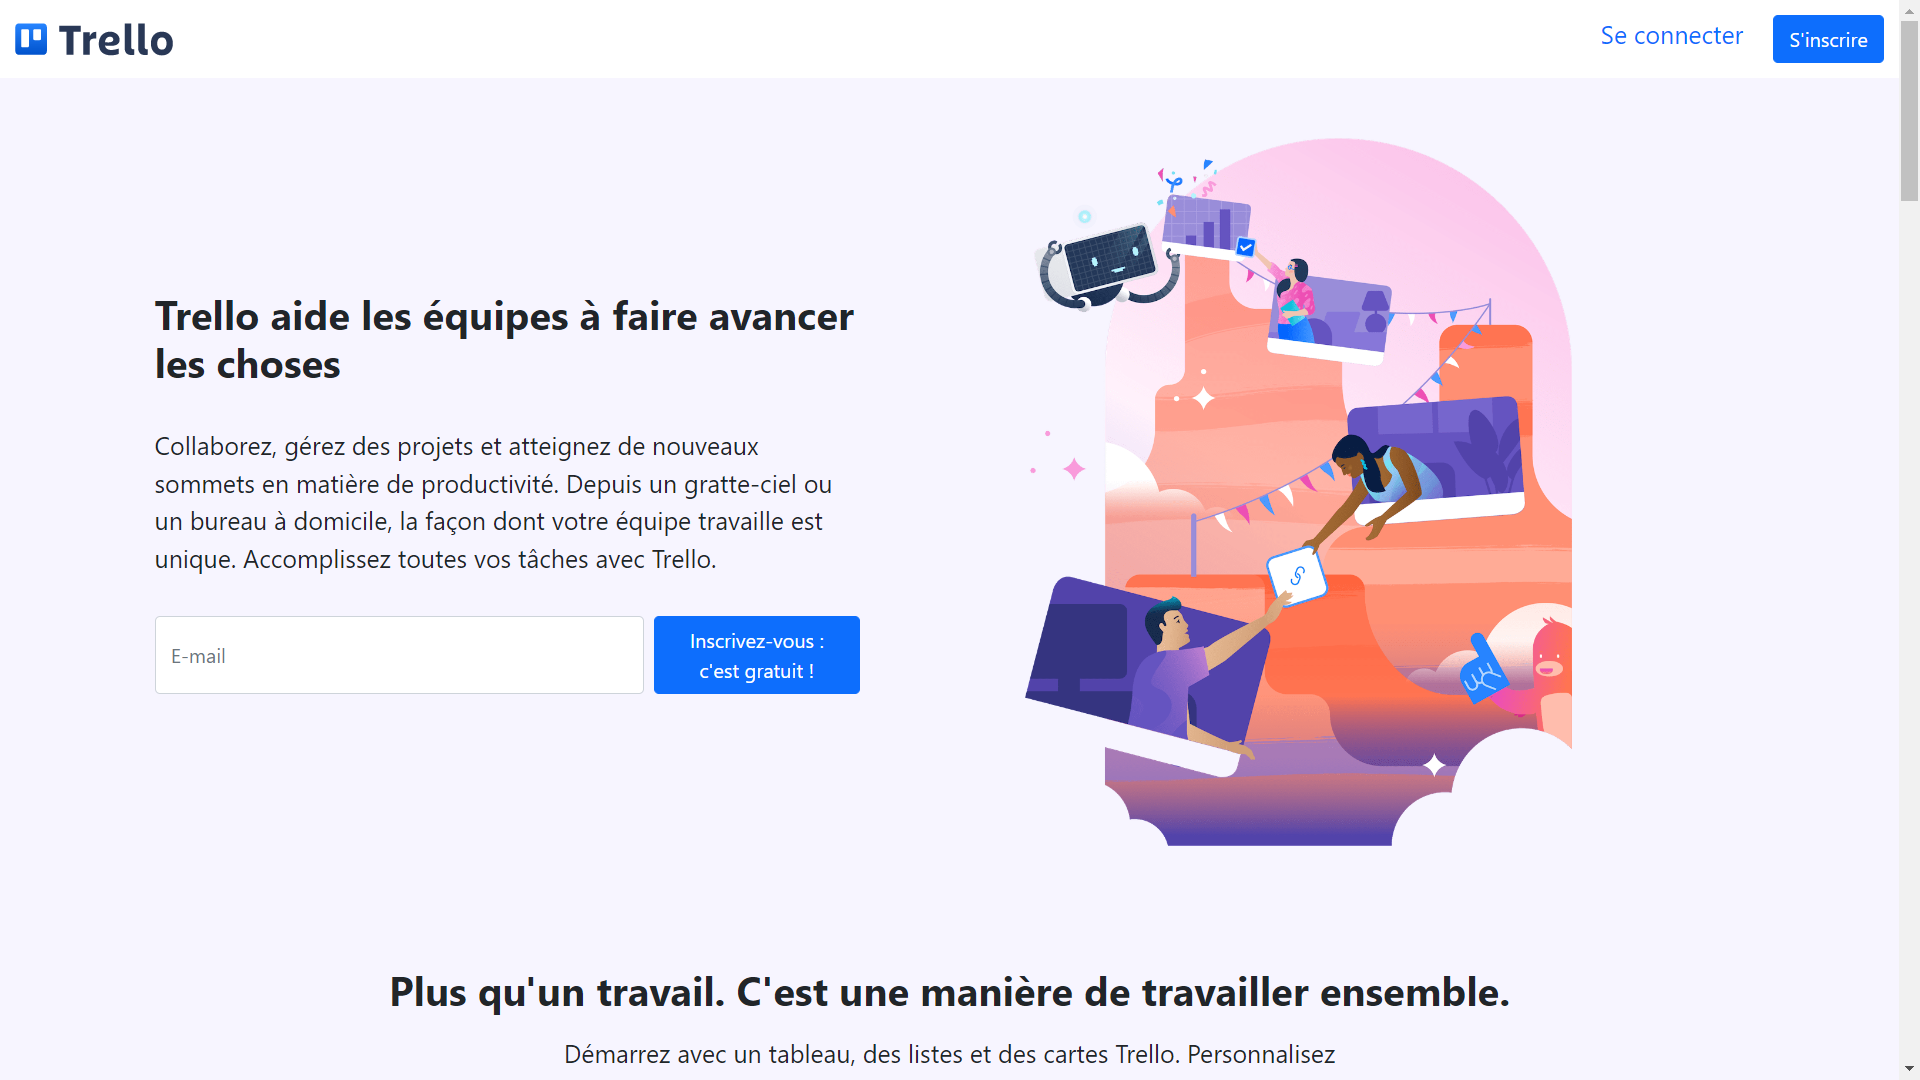 Trello
Se connecter
S'inscrire
Trello aide les équipes à faire avancer
les choses
Collaborez, gérez des projets et atteignez de nouveaux
sommets en matière de productivité. Depuis un gratte-ciel ou
un bureau à domicile, la façon dont votre équipe travaille est
unique. Accomplissez toutes vos tâches avec Trello.
E-mail
Inscrivez-vous :
c'est gratuit !
Plus qu'un travail. C'est une manière de travailler ensemble.
Démarrez avec un tableau, des listes et des cartes Trello. Personnalisez